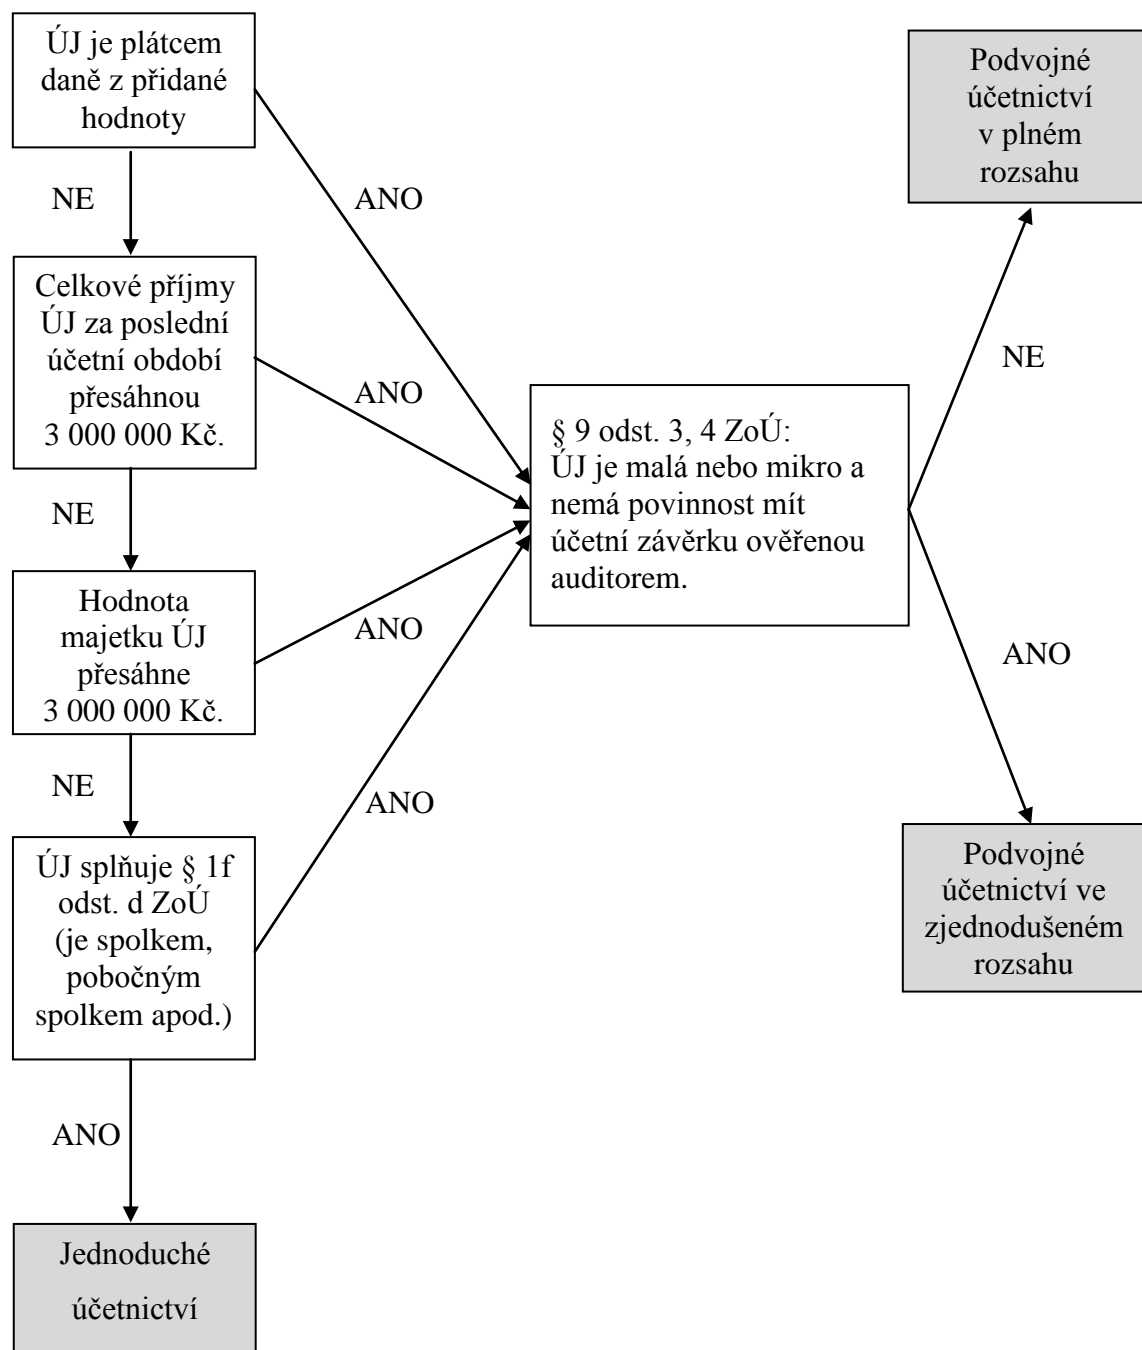 ÚJ je plátcem
daně z přidané
hodnoty
NE
ANO
Celkové příjmy
ÚJ za poslední
účetní období
přesáhnou
3 000 000 Kč.
ANO
NE
Hodnota
majetku ÚJ
přesáhne
3 000 000 Kč.
ANO
NE
ÚJ splňuje § 1f
odst. d ZoÚ
(je spolkem,
pobočným
spolkem apod.)
ANO
ANO
Jednoduché
účetnictví
§ 9 odst. 3, 4 ZoÚ:
ÚJ je malá nebo mikro a
nemá povinnost mít
účetní závěrku ověřenou
auditorem.
NE
Podvojné
účetnictví
v plném
rozsahu
ANO
Podvojné
účetnictví ve
zjednodušeném
rozsahu